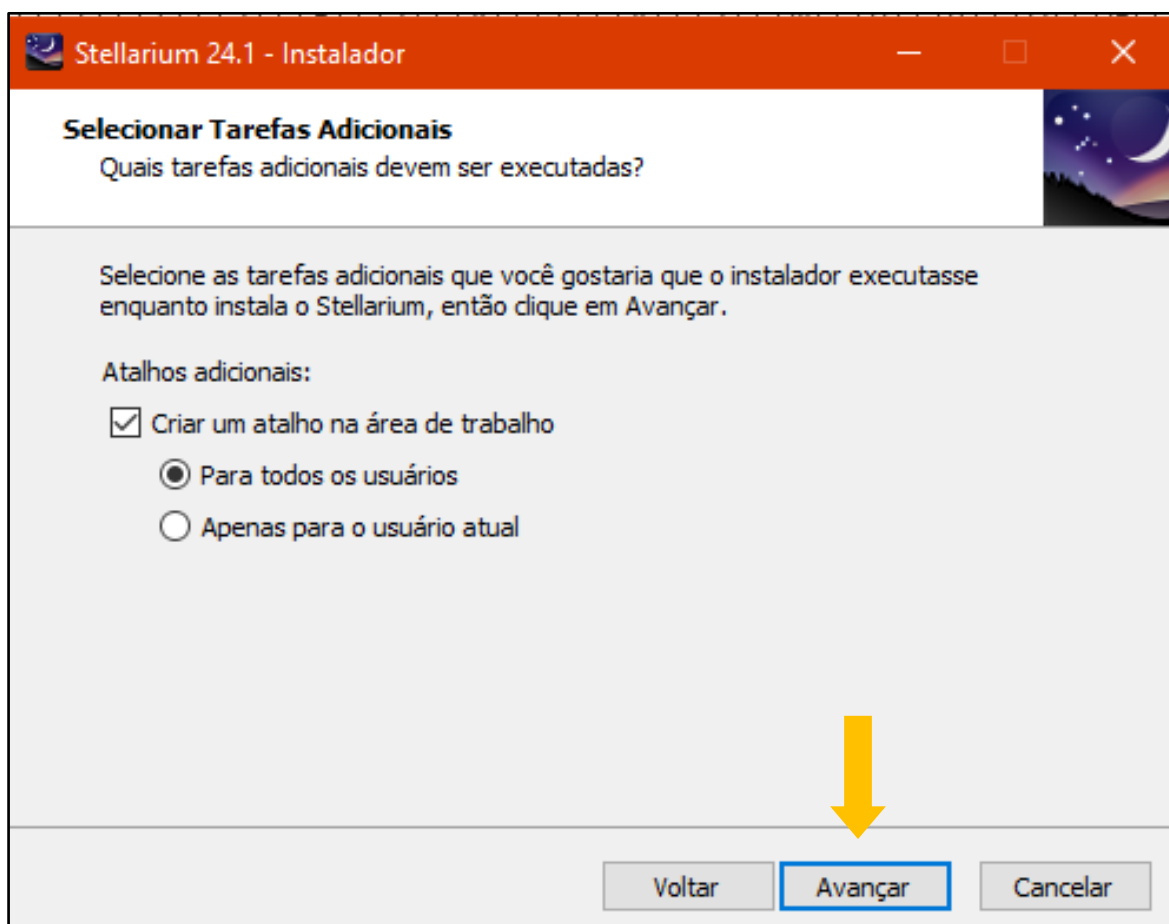 Stellarium 24.1 - Instalador
Selecionar Tarefas Adicionais
Quais tarefas adicionais devem ser executadas?
Selecione as tarefas adicionais que você gostaria que o instalador executasse
enquanto instala o Stellarium, então clique em Avançar.
Atalhos adicionais:
Criar um atalho na área de trabalho
Para todos os usuários
Apenas para o usuário atual
Voltar
Avançar
Cancelar